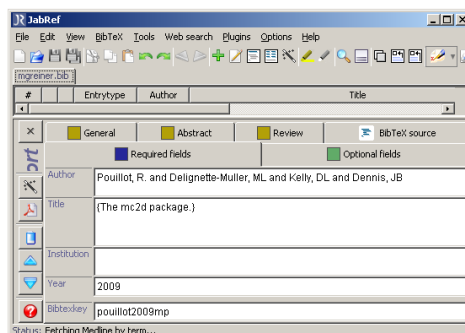 JabRef
File Edit View BibTeX Tools Web search Plugins Options Help
mgreiner.bib
# Entrytype Author Title
General Abstract Review BibTeX source
Required fields Optional fields
Author Pouillot, R. and Delignette-Muller, ML and Kelly, DL and Dennis, JB
Title {The mc2d package.}
Institution
Year 2009
Bibtexkey pouillot2009mp
Status: Fetching Medline by term...